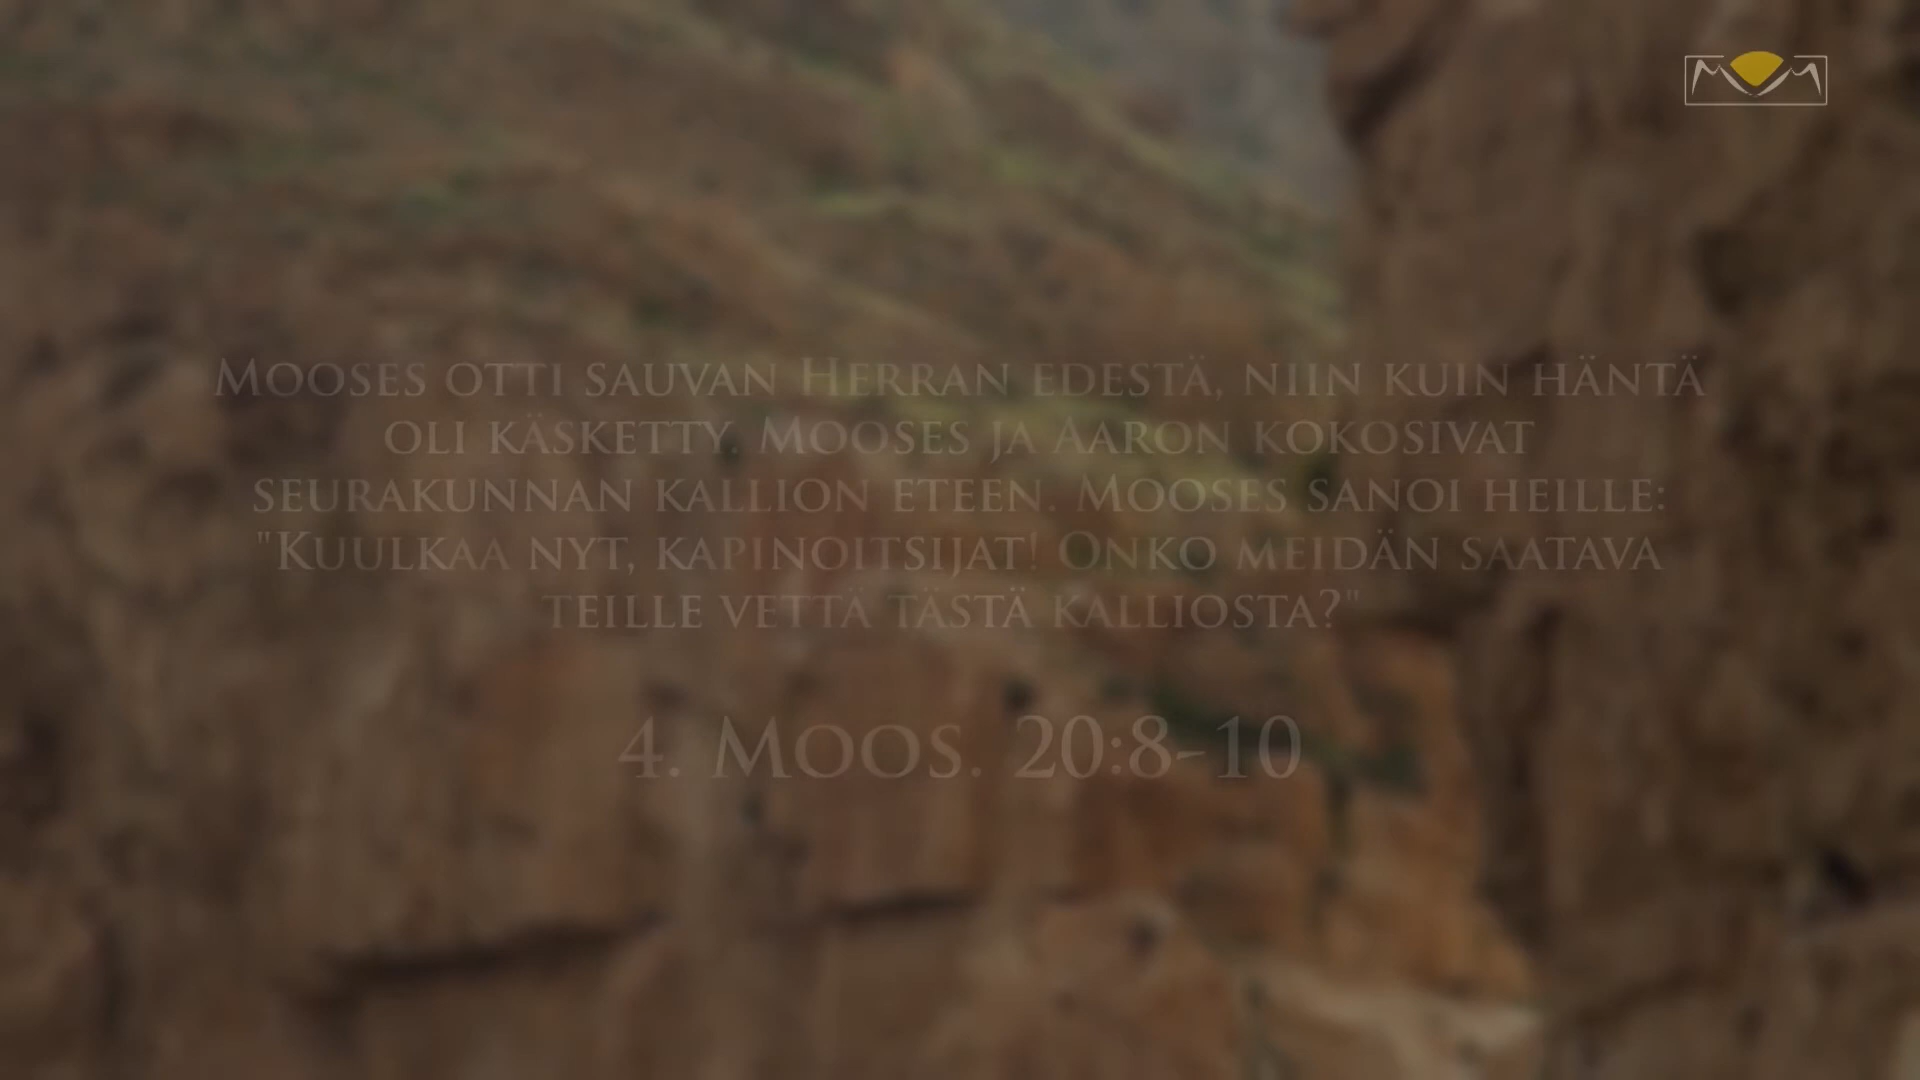 Mooses otti sauvan Herran edestä, niin kuin häntä
oli käsketty. Mooses ja Aaron kokosivat
seurakunnan kallion eteen. Mooses sanoi heille:
"Kuulkaa nyt, kapinoitsijat! Onko meidän saatava
teille vettä tästä kalliosta?"
4. Moos. 20:8-10